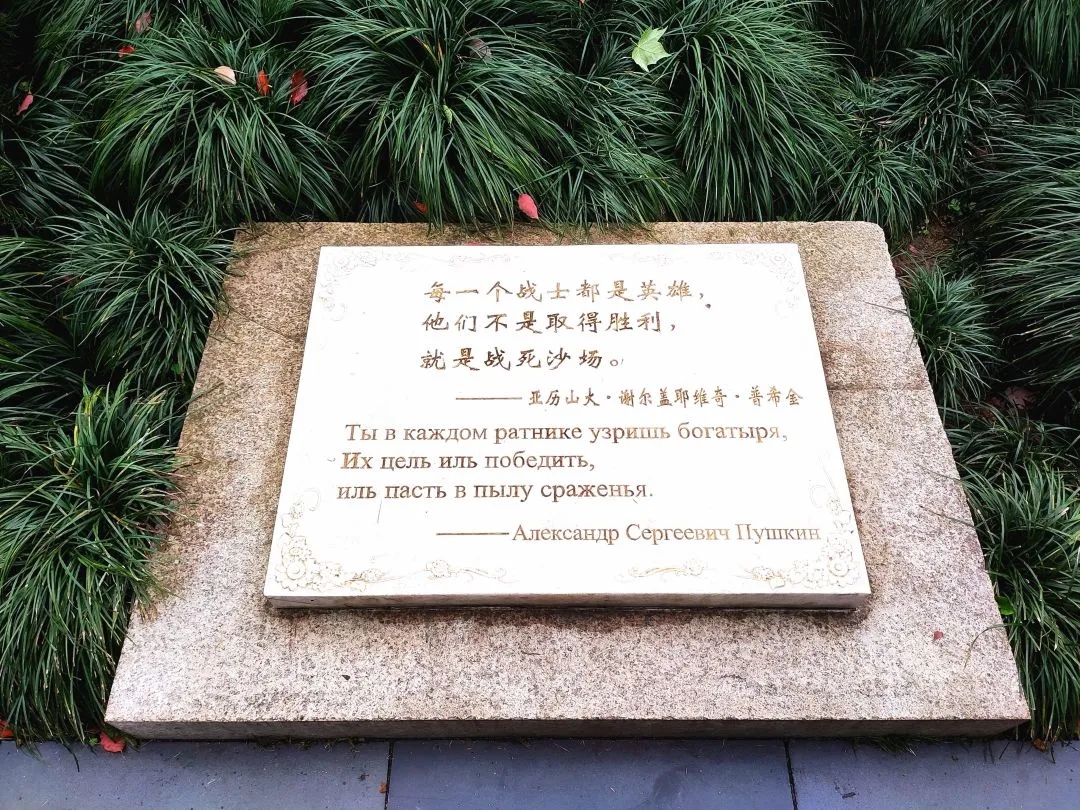 每一个战士都是英雄，
他们不是取得胜利，
就是战死沙场。
——亚历山大·谢尔盖耶维奇·普希金
Ты в каждом ратнике узришь богатыря,
Их цель иль победить,
иль пасть в пылу сраженья.
——Александр Сергеевич Пушкин